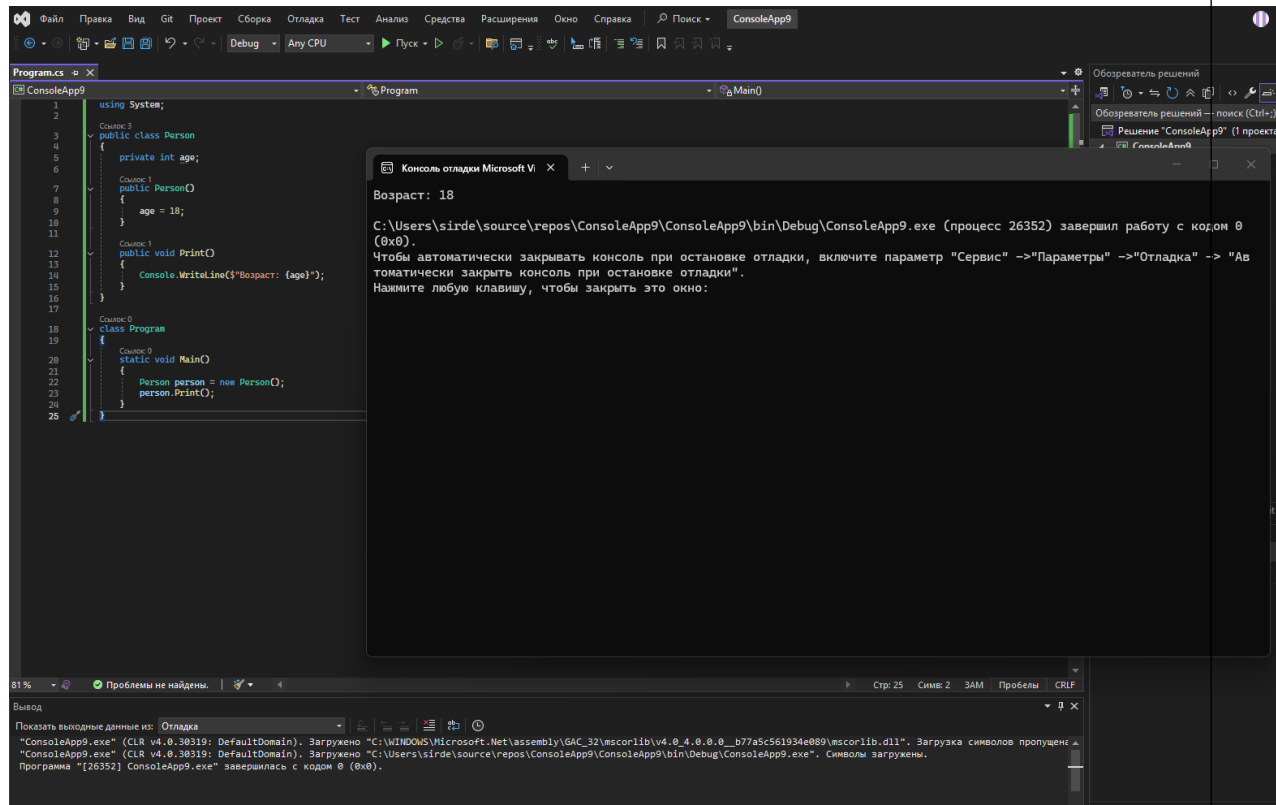 Файл Правка Вид Git Проект Сборка Отладка Тест Анализ Средства Расширения Окно Справка Поиск ConsoleApp9
Debug Any CPU Пуск
Program.cs
ConsoleApp9 Program Main()
1 using System;
2
Ссылок: 3
3 public class Person
4 {
5 private int age;
6
Ссылок: 1
7 public Person()
8 {
9 age = 18;
10 }
11
Ссылок: 1
12 public void Print()
13 {
14 Console.WriteLine($"Возраст: {age}");
15 }
16 }
17
Ссылок: 0
18 class Program
19 {
Ссылок: 0
20 static void Main()
21 {
22 Person person = new Person();
23 person.Print();
24 }
25 }
Консоль отладки Microsoft Vi
Возраст: 18
C:\Users\sirde\source\repos\ConsoleApp9\ConsoleApp9\bin\Debug\ConsoleApp9.exe (процесс 26352) завершил работу с кодом 0
(0x0).
Чтобы автоматически закрывать консоль при остановке отладки, включите параметр "Сервис" ->"Параметры" ->"Отладка" -> "Ав
томатически закрыть консоль при остановке отладки".
Нажмите любую клавишу, чтобы закрыть это окно:
Обозреватель решений
Обозреватель решений — поиск (Ctrl+;)
Решение "ConsoleApp9" (1 проекта
ConsoleApp9
81 % Проблемы не найдены. Стр: 25 Симв: 2 ЗАМ Пробелы CRLF
Вывод
Показать выходные данные из: Отладка
"ConsoleApp9.exe" (CLR v4.0.30319: DefaultDomain). Загружено "C:\WINDOWS\Microsoft.Net\assembly\GAC_32\mscorlib\v4.0_4.0.0.0__b77a5c561934e089\mscorlib.dll". Загрузка символов пропущена
"ConsoleApp9.exe" (CLR v4.0.30319: DefaultDomain). Загружено "C:\Users\sirde\source\repos\ConsoleApp9\ConsoleApp9\bin\Debug\ConsoleApp9.exe". Символы загружены.
Программа "[26352] ConsoleApp9.exe" завершилась с кодом 0 (0x0).